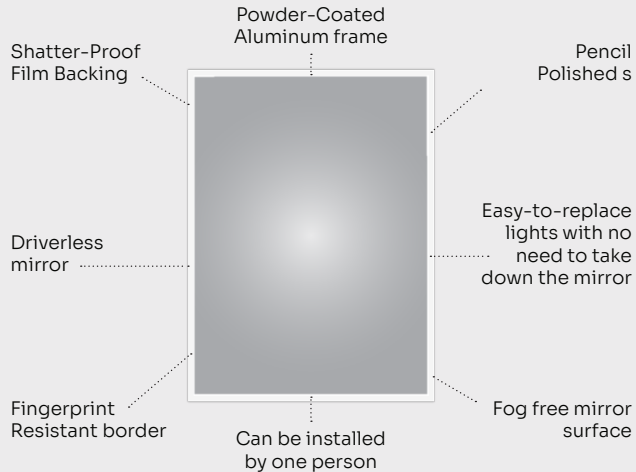 Powder-Coated
Aluminum frame
Shatter-Proof
Film Backing
Pencil
Polished s
Driverless
mirror
Easy-to-replace
lights with no
need to take
down the mirror
Fingerprint
Resistant border
Can be installed
by one person
Fog free mirror
surface